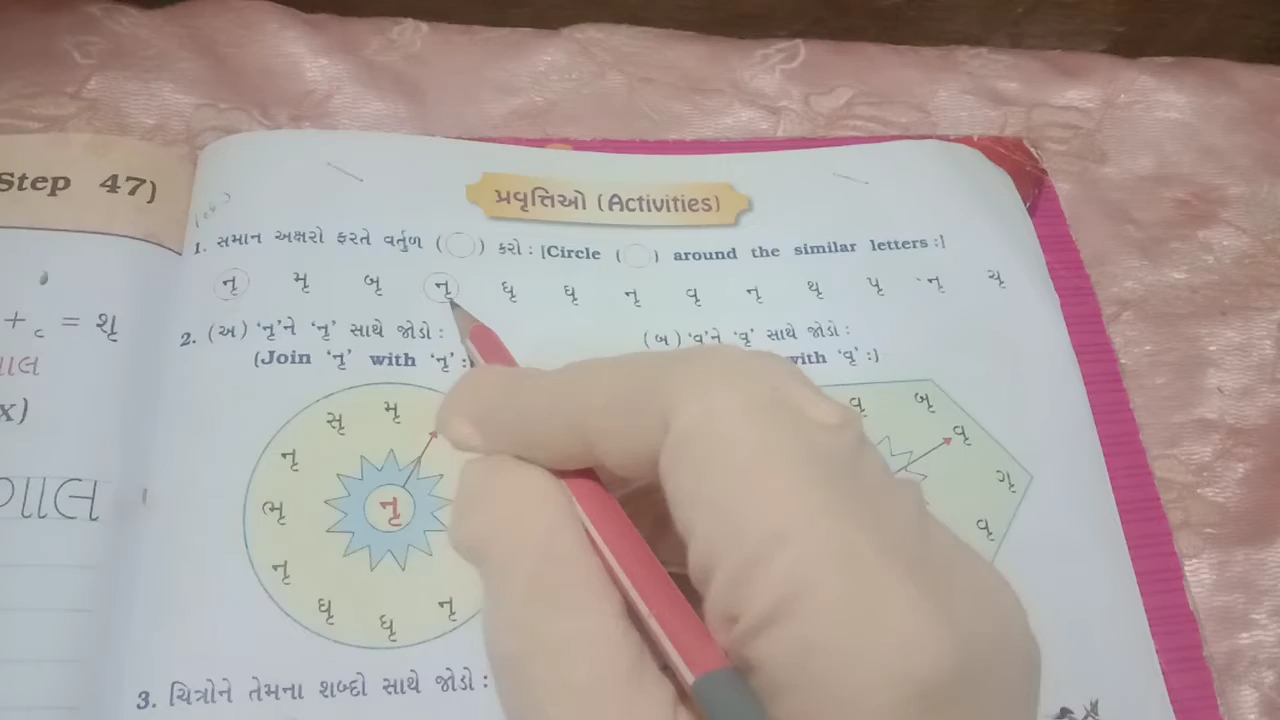 Step 47)
+ = શૃ
ાાલ
x)
ગાલ
પ્રવૃત્તિઓ (Activities)
1. સમાન અક્ષરો ફરતે વર્તુળ ( ) કરો : [Circle ( ) around the similar letters :]
નૃ મૃ બૃ નૃ ધૃ ધૃ નૃ વૃ નૃ થૃ પૃ નૃ ચૃ
2. (અ) ‘નૃ’ને ‘નૃ’ સાથે જોડો :
(Join ‘નૃ’ with ‘નૃ’ :)
સૃ મૃ
નૃ
ભૃ નૃ
નૃ
ધૃ ધૃ નૃ
(બ) ‘વૃ’ને ‘વૃ’ સાથે જોડો :
with ‘વૃ’ :)
વૃ બૃ
વૃ
ગૃ
વૃ
3. ચિત્રોને તેમના શબ્દો સાથે જોડો :